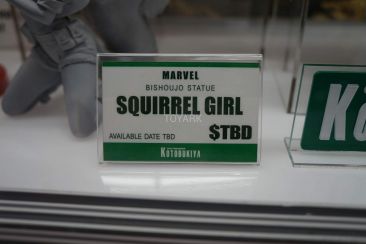 MARVEL
BISHOUJO STATUE
SQUIRREL GIRL
TOYARK
$TBD
AVAILABLE DATE TBD
KOTOBUKIYA